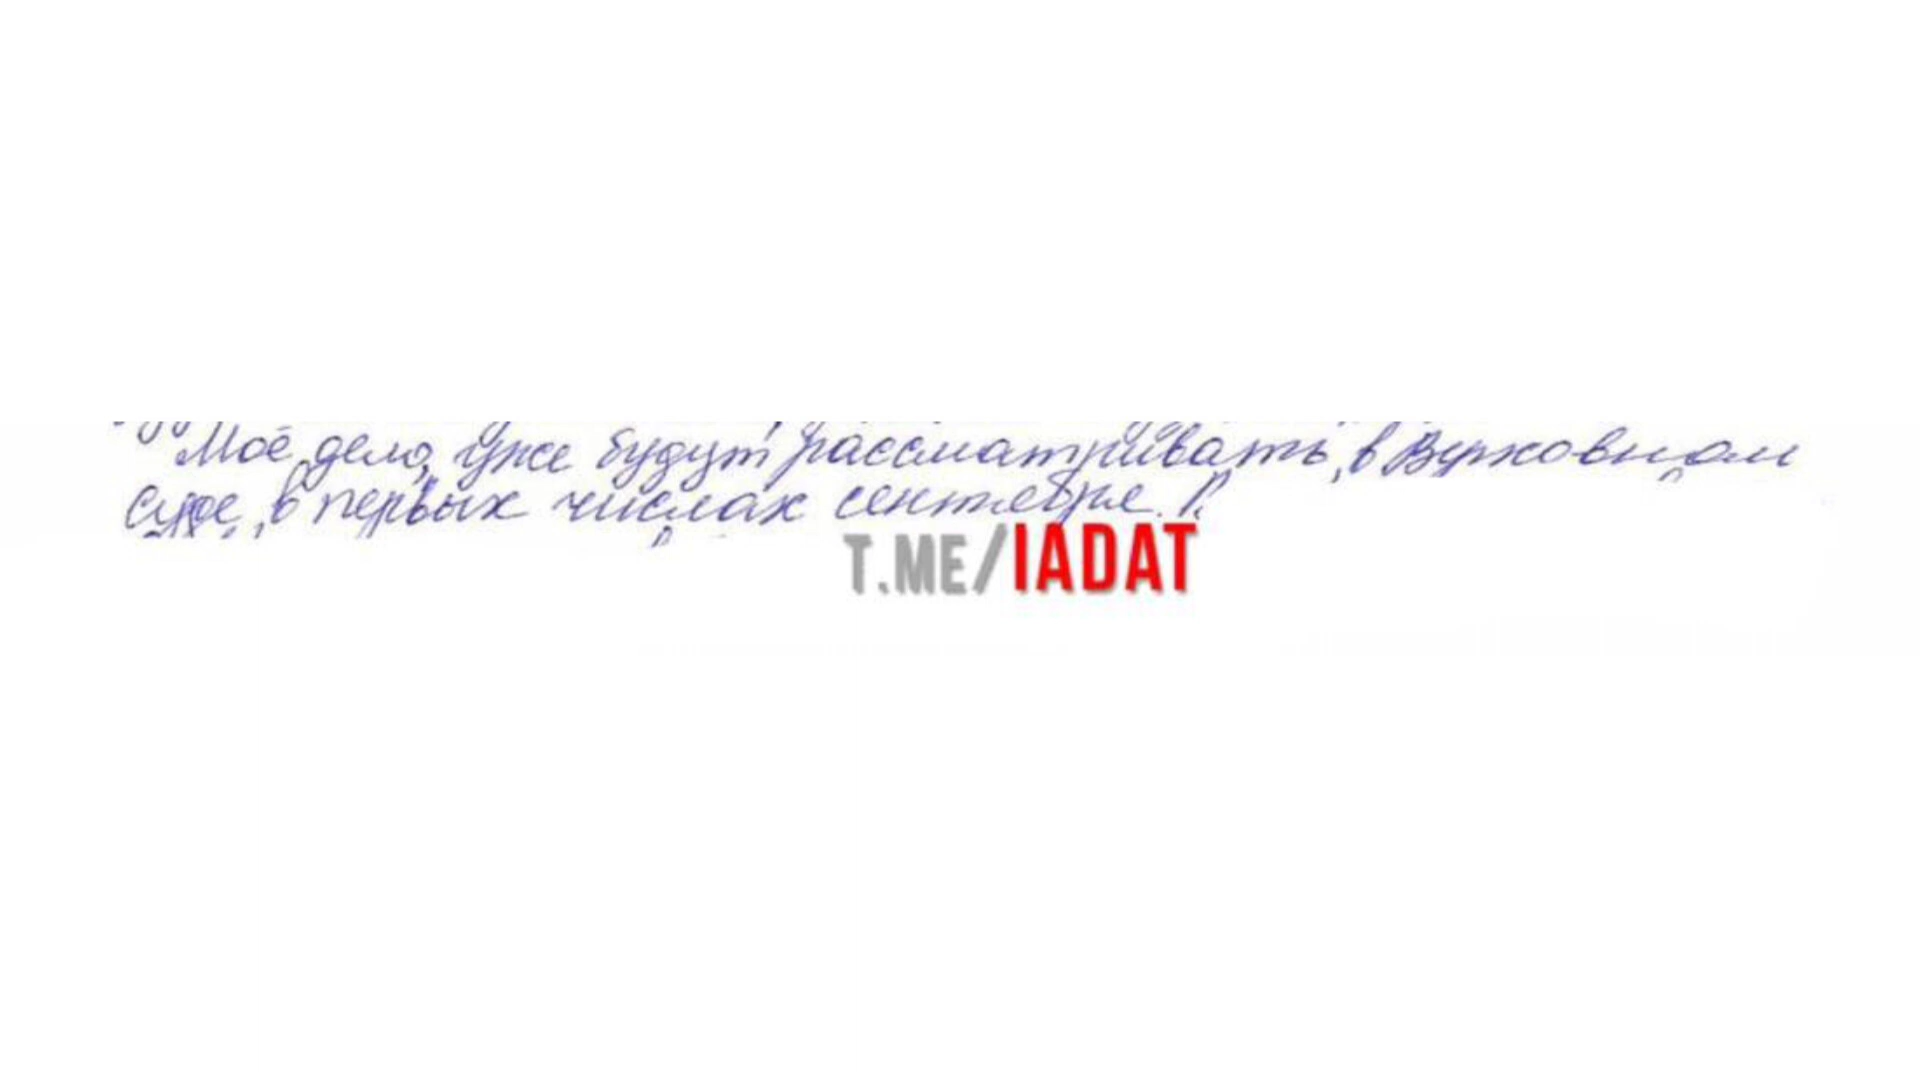 Моё дело, уже будут рассматривать, в Верховном
суде, в первых числах сентября.
T.ME/IADAT